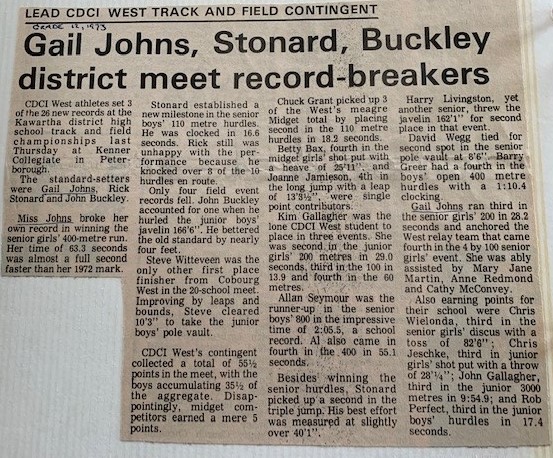 LEAD CDCI WEST TRACK AND FIELD CONTINGENT
GRADE 12, 1973
Gail Johns, Stonard, Buckley
district meet record-breakers
CDCI West athletes set 3
of the 26 new records at the
Kawartha district high
school track and field
championships last
Thursday at Kenner
Collegiate in Peter-
borough.
The standard-setters
were Gail Johns, Rick
Stonard and John Buckley.
Miss Johns broke her
own record in winning the
senior girls' 400-metre run.
Her time of 63.3 seconds
was almost a full second
faster than her 1972 mark.
Stonard established a
new milestone in the senior
boys' 110 metre hurdles.
He was clocked in 16.6
seconds. Rick still was
unhappy with the per-
formance because he
knocked over 8 of the 10
hurdles en route.
Only four field event
records fell. John Buckley
accounted for one when he
hurled the junior boys'
javelin 166'6". He bettered
the old standard by nearly
four feet.
Steve Witteveen was the
only other first place
finisher from Cobourg
West in the 20-school meet.
Improving by leaps and
bounds, Steve cleared
10'3" to take the junior
boys' pole vault.
CDCI West's contingent
collected a total of 55½
points in the meet, with the
boys accumulating 35½ of
the aggregate. Disap-
pointingly, midget com-
petitors earned a mere 5
points.
Chuck Grant picked up 3
of the West's meagre
Midget total by placing
second in the 110 metre
hurdles in 18.2 seconds.
Betty Bax, fourth in the
midget girls' shot put with
a heave of 25'11", and
Joanne Jamieson, fifth in
the long jump with a leap
of 13'8½", were single
point contributors.
Kim Gallagher was the
lone CDCI West student to
place in three events. She
was second in the junior
girls' 200 metres in 29.0
seconds, third in the 100 in
13.9 and fourth in the 60
metres.
Allan Seymour was the
runner-up in the senior
boys' 800 in the impressive
time of 2:05.5, a school
record. Al also came in
fourth in the 400 in 55.1
seconds.
Besides winning the
senior hurdles, Stonard
picked up a second in the
triple jump. His best effort
was measured at slightly
over 40'1".
Harry Livingston, yet
another senior, threw the
javelin 162'1" for second
place in that event.
David Wegg tied for
second spot in the senior
pole vault at 8'6". Barry
Greer had a fourth in the
boys' open 400 metre
hurdles with a 1:10.4
clocking.
Gail Johns ran third in
the senior girls' 200 in 28.2
seconds and anchored the
West relay team that came
fourth in the 4 by 100 senior
girls' event. She was ably
assisted by Mary Jane
Martin, Anne Redmond
and Cathy McConvey.
Also earning points for
their school were Chris
Wielonda, third in the
senior girls' discus with a
toss of 82'6"; Chris
Jeschke, third in junior
girls' shot put with a throw
of 28'¼"; John Gallagher,
third in the junior 3000
metres in 9:54.9; and Rob
Perfect, third in the junior
boys' hurdles in 17.4
seconds.